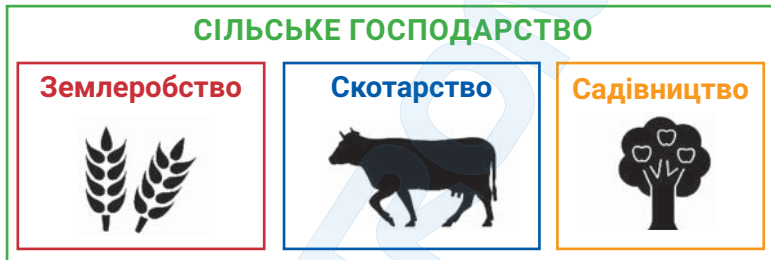 СІЛЬСЬКЕ ГОСПОДАРСТВО
Землеробство
Скотарство
Садівництво